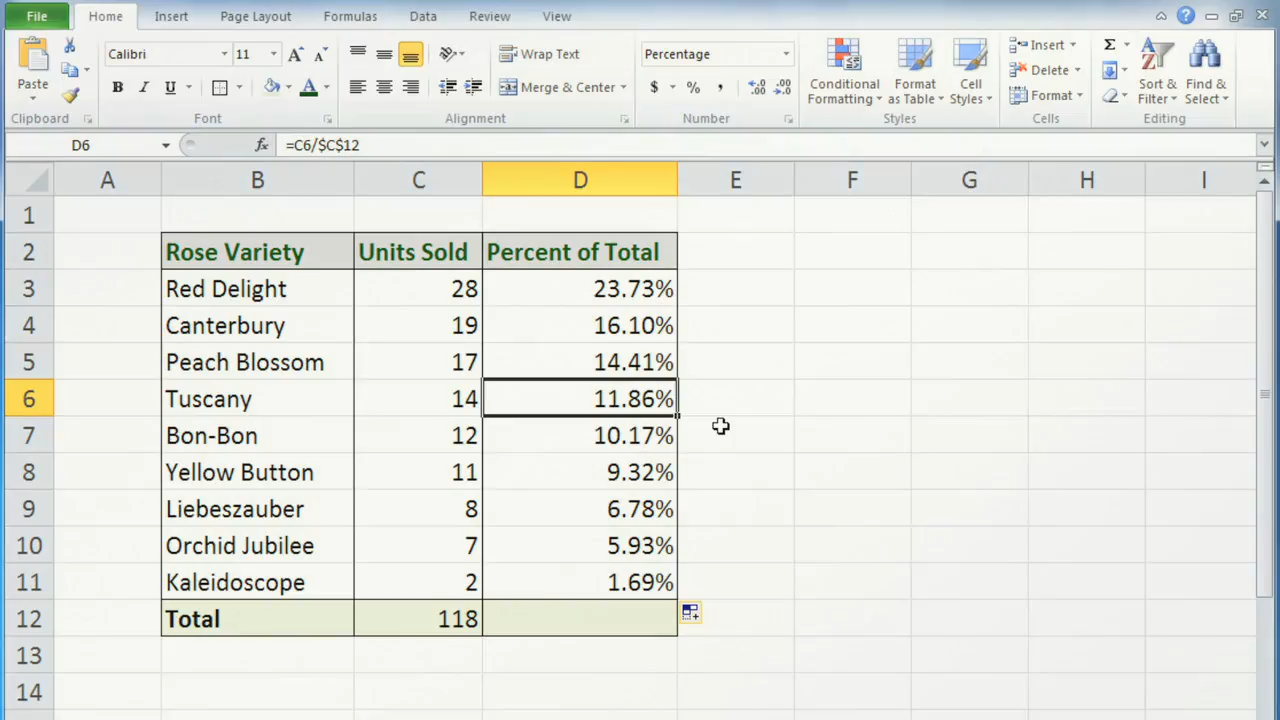 File Home Insert Page Layout Formulas Data Review View
Calibri 11 Wrap Text Percentage Insert Σ
Paste B I U A Merge & Center $ % , Conditional Formatting Format as Table Cell Styles Delete Format Sort & Filter Find & Select
Clipboard Font Alignment Number Styles Cells Editing
D6 fx =C6/$C$12
A B C D E F G H I
1
2 Rose Variety Units Sold Percent of Total
3 Red Delight 28 23.73%
4 Canterbury 19 16.10%
5 Peach Blossom 17 14.41%
6 Tuscany 14 11.86%
7 Bon-Bon 12 10.17%
8 Yellow Button 11 9.32%
9 Liebeszauber 8 6.78%
10 Orchid Jubilee 7 5.93%
11 Kaleidoscope 2 1.69%
12 Total 118
13
14